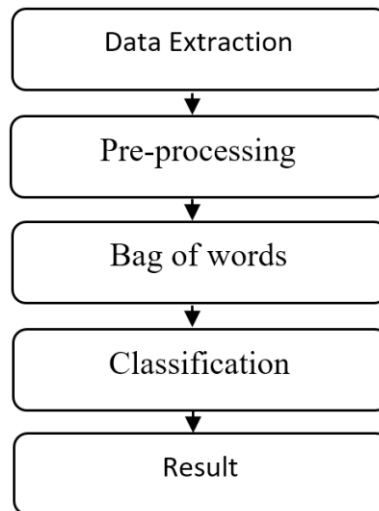 Data Extraction
Pre-processing
Bag of words
Classification
Result